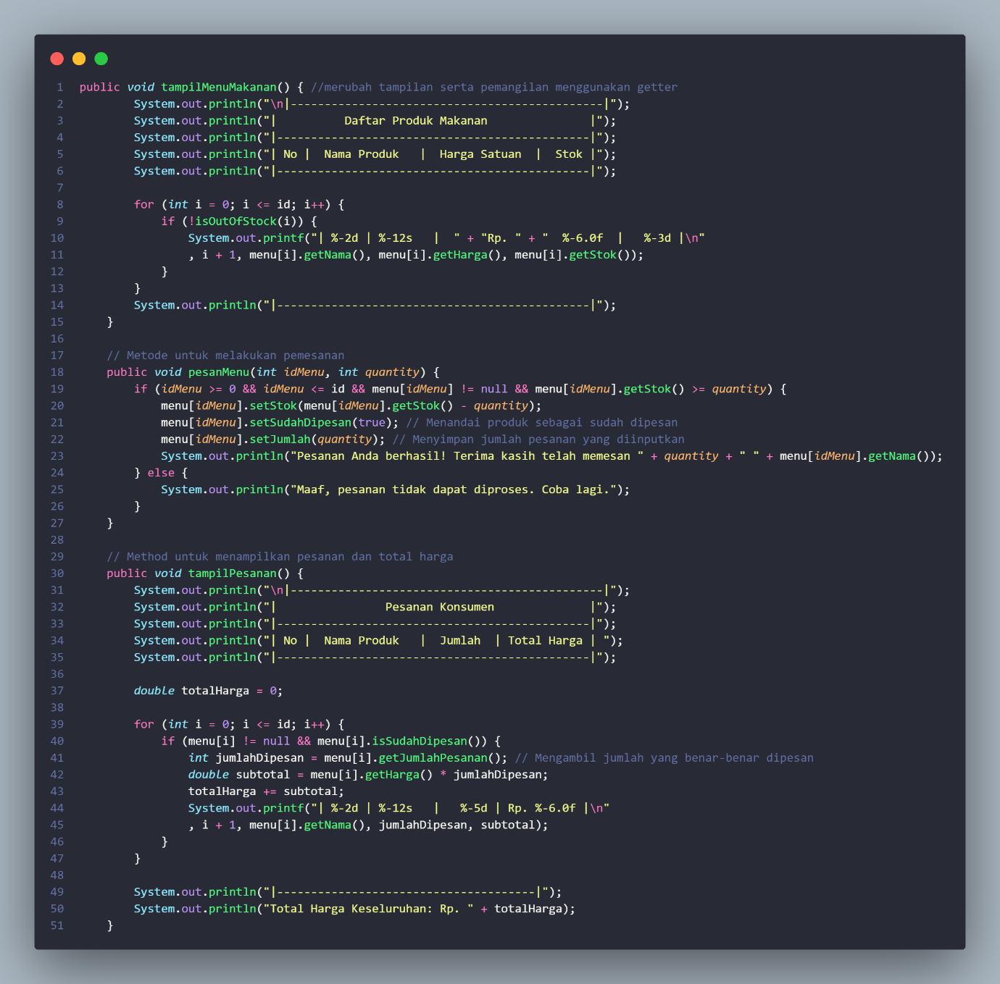 1 public void tampilMenuMakanan() { //merubah tampilan serta pemangilan menggunakan getter
2         System.out.println("\n|----------------------------------------------|");
3         System.out.println("|          Daftar Produk Makanan               |");
4         System.out.println("|----------------------------------------------|");
5         System.out.println("| No |  Nama Produk   |  Harga Satuan  |  Stok |");
6         System.out.println("|----------------------------------------------|");
7
8         for (int i = 0; i <= id; i++) {
9             if (!isOutOfStock(i)) {
10                 System.out.printf("| %-2d | %-12s   |  " + "Rp. " + "  %-6.0f  |   %-3d |\n"
11                 , i + 1, menu[i].getNama(), menu[i].getHarga(), menu[i].getStok());
12             }
13         }
14         System.out.println("|----------------------------------------------|");
15     }
16
17     // Metode untuk melakukan pemesanan
18     public void pesanMenu(int idMenu, int quantity) {
19         if (idMenu >= 0 && idMenu <= id && menu[idMenu] != null && menu[idMenu].getStok() >= quantity) {
20             menu[idMenu].setStok(menu[idMenu].getStok() - quantity);
21             menu[idMenu].setSudahDipesan(true); // Menandai produk sebagai sudah dipesan
22             menu[idMenu].setJumlah(quantity); // Menyimpan jumlah pesanan yang diinputkan
23             System.out.println("Pesanan Anda berhasil! Terima kasih telah memesan " + quantity + " " + menu[idMenu].getNama());
24         } else {
25             System.out.println("Maaf, pesanan tidak dapat diproses. Coba lagi.");
26         }
27     }
28
29     // Method untuk menampilkan pesanan dan total harga
30     public void tampilPesanan() {
31         System.out.println("\n|----------------------------------------------|");
32         System.out.println("|                Pesanan Konsumen              |");
33         System.out.println("|----------------------------------------------|");
34         System.out.println("| No |  Nama Produk   |  Jumlah  | Total Harga | ");
35         System.out.println("|----------------------------------------------|");
36
37         double totalHarga = 0;
38
39         for (int i = 0; i <= id; i++) {
40             if (menu[i] != null && menu[i].isSudahDipesan()) {
41                 int jumlahDipesan = menu[i].getJumlahPesanan(); // Mengambil jumlah yang benar-benar dipesan
42                 double subtotal = menu[i].getHarga() * jumlahDipesan;
43                 totalHarga += subtotal;
44                 System.out.printf("| %-2d | %-12s   |   %-5d | Rp. %-6.0f |\n"
45                 , i + 1, menu[i].getNama(), jumlahDipesan, subtotal);
46             }
47         }
48
49         System.out.println("|--------------------------------------|");
50         System.out.println("Total Harga Keseluruhan: Rp. " + totalHarga);
51     }